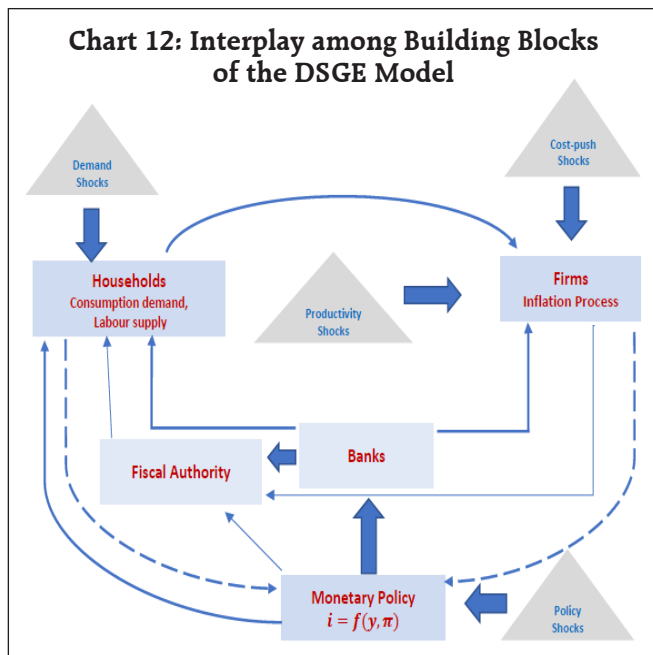 Chart 12: Interplay among Building Blocks
of the DSGE Model
Demand
Shocks
Cost-push
Shocks
Households
Consumption demand,
Labour supply
Productivity
Shocks
Firms
Inflation Process
Fiscal Authority
Banks
Monetary Policy
i = f(y, π)
Policy
Shocks